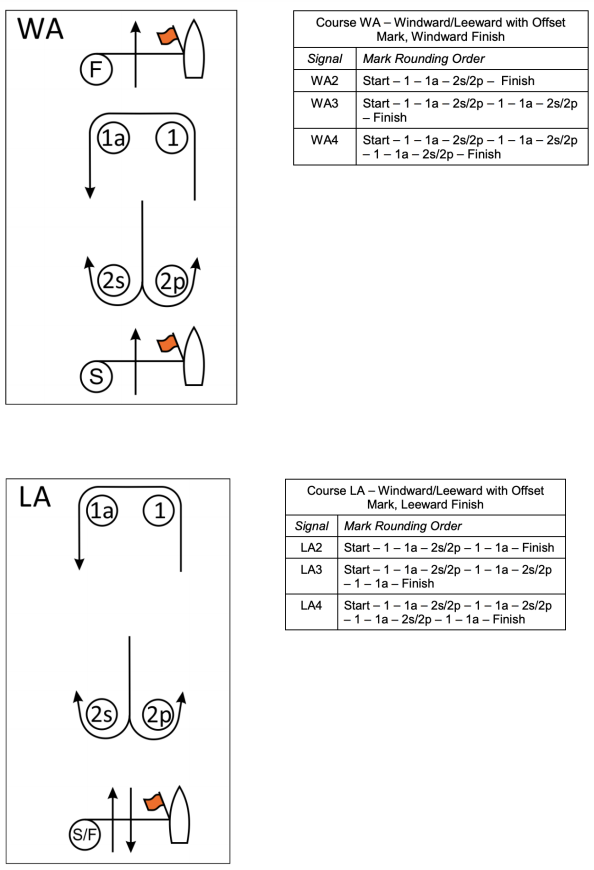 WA
F
1a 1
2s 2p
S
Course WA – Windward/Leeward with Offset
Mark, Windward Finish
Signal Mark Rounding Order
WA2 Start – 1 – 1a – 2s/2p – Finish
WA3 Start – 1 – 1a – 2s/2p – 1 – 1a – 2s/2p
– Finish
WA4 Start – 1 – 1a – 2s/2p – 1 – 1a – 2s/2p
– 1 – 1a – 2s/2p – Finish
LA
1a 1
2s 2p
S/F
Course LA – Windward/Leeward with Offset
Mark, Leeward Finish
Signal Mark Rounding Order
LA2 Start – 1 – 1a – 2s/2p – 1 – 1a – Finish
LA3 Start – 1 – 1a – 2s/2p – 1 – 1a – 2s/2p
– 1 – 1a – Finish
LA4 Start – 1 – 1a – 2s/2p – 1 – 1a – 2s/2p
– 1 – 1a – 2s/2p – 1 – 1a – Finish